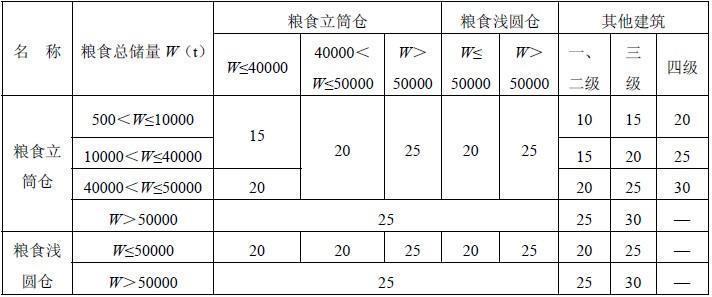 名 称 粮食总储量 W（t） 粮食立筒仓 粮食浅圆仓 其他建筑
W≤40000 40000＜W≤50000 W＞50000 W≤50000 W＞50000 一、二级 三级 四级
粮食立筒仓 500＜W≤10000 15 20 25 20 25 10 15 20
10000＜W≤40000 15 20 25
40000＜W≤50000 20 20 25 30
W＞50000 25 25 30 —
粮食浅圆仓 W≤50000 20 20 25 20 25 20 25 —
W＞50000 25 25 30 —